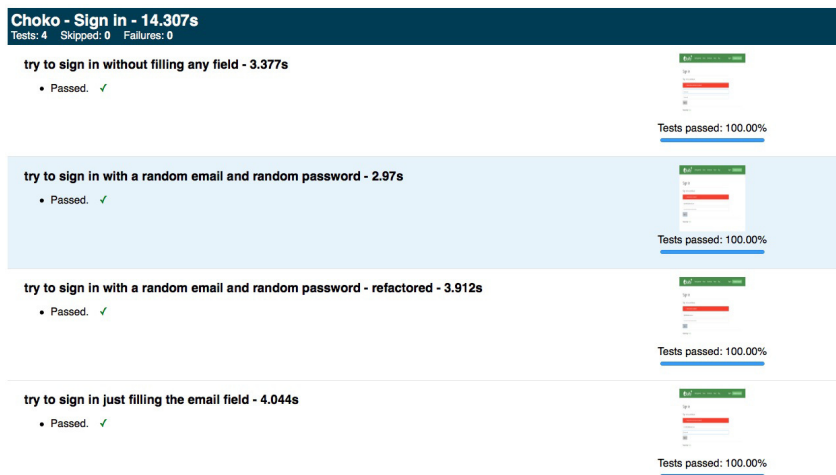 Choko - Sign in - 14.307s
Tests: 4 Skipped: 0 Failures: 0
try to sign in without filling any field - 3.377s
Passed. ✓
Tests passed: 100.00%
try to sign in with a random email and random password - 2.97s
Passed. ✓
Tests passed: 100.00%
try to sign in with a random email and random password - refactored - 3.912s
Passed. ✓
Tests passed: 100.00%
try to sign in just filling the email field - 4.044s
Passed. ✓
Tests passed: 100.00%